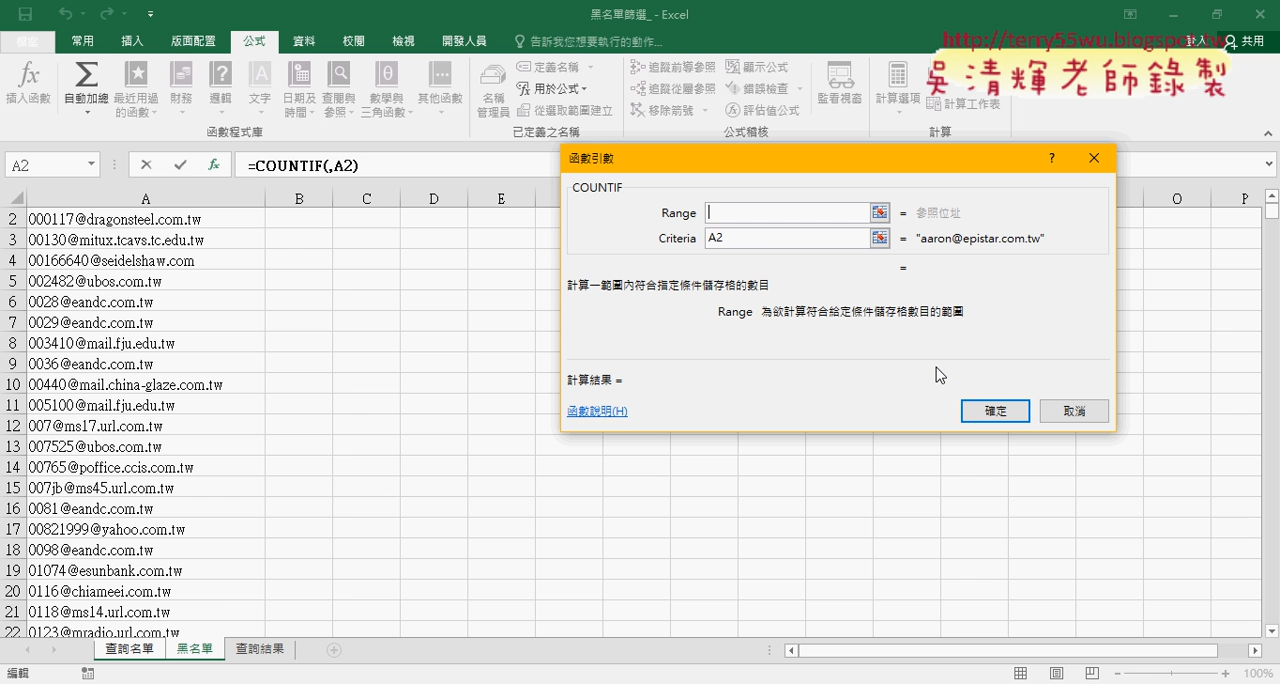 黑名單篩選_ - Excel
檔案 常用 插入 版面配置 公式 資料 校閱 檢視 開發人員 告訴我您想要執行的動作... 登入 共用
http://terry55wu.blogspot.tw
吳清輝老師錄製
fx 插入函數
Σ 自動加總
最近用過的函數
財務
邏輯
文字
日期及時間
查閱與參照
數學與三角函數
其他函數
函數程式庫
名稱管理員
定義名稱
用於公式
從選取範圍建立
已定義之名稱
追蹤前導參照
追蹤從屬參照
移除箭號
顯示公式
錯誤檢查
評估值公式
公式稽核
監看視窗
計算選項
計算工作表
計算
A2 fx =COUNTIF(,A2)
函數引數 ?
COUNTIF
Range = 參照位址
Criteria A2 = "aaron@epistar.com.tw"
=
計算一範圍內符合指定條件儲存格的數目
Range 為欲計算符合給定條件儲存格數目的範圍
計算結果 =
函數說明(H) 確定 取消
A B C D E O P
2 000117@dragonsteel.com.tw
3 00130@mitux.tcavs.tc.edu.tw
4 00166640@seidelshaw.com
5 002482@ubos.com.tw
6 0028@eandc.com.tw
7 0029@eandc.com.tw
8 003410@mail.fju.edu.tw
9 0036@eandc.com.tw
10 00440@mail.china-glaze.com.tw
11 005100@mail.fju.edu.tw
12 007@ms17.url.com.tw
13 007525@ubos.com.tw
14 00765@poffice.ccis.com.tw
15 007jb@ms45.url.com.tw
16 0081@eandc.com.tw
17 00821999@yahoo.com.tw
18 0098@eandc.com.tw
19 01074@esunbank.com.tw
20 0116@chiameei.com.tw
21 0118@ms14.url.com.tw
22 0123@mradio.url.com.tw
查詢名單 黑名單 查詢結果
編輯 100%